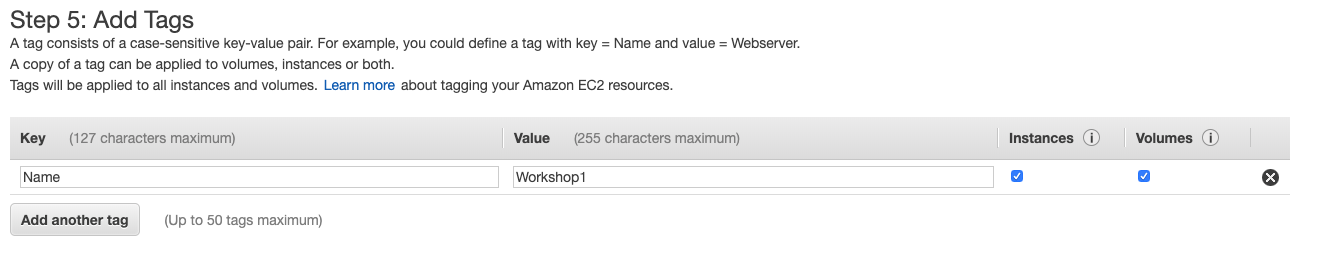 Step 5: Add Tags
A tag consists of a case-sensitive key-value pair. For example, you could define a tag with key = Name and value = Webserver.
A copy of a tag can be applied to volumes, instances or both.
Tags will be applied to all instances and volumes. Learn more about tagging your Amazon EC2 resources.
Key (127 characters maximum) Value (255 characters maximum) Instances i Volumes i
Name Workshop1
Add another tag (Up to 50 tags maximum)